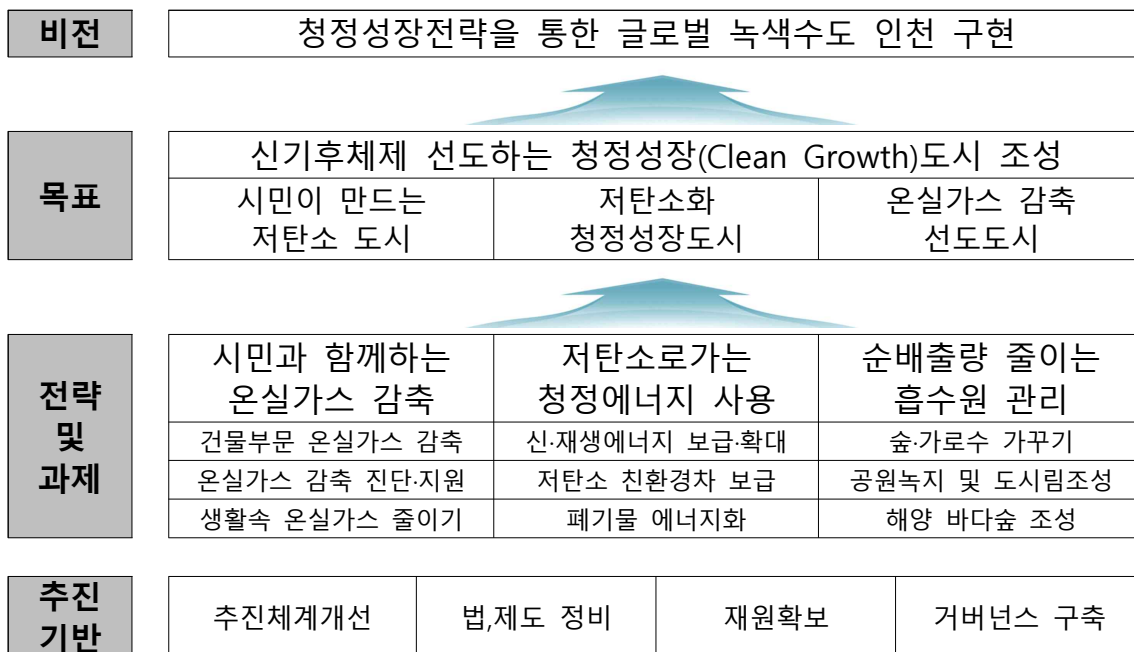 비전
청정성장전략을 통한 글로벌 녹색수도 인천 구현
목표
신기후체제 선도하는 청정성장(Clean Growth)도시 조성
시민이 만드는
저탄소 도시
저탄소화
청정성장도시
온실가스 감축
선도도시
전략
및
과제
시민과 함께하는
온실가스 감축
저탄소로가는
청정에너지 사용
순배출량 줄이는
흡수원 관리
건물부문 온실가스 감축
신·재생에너지 보급·확대
숲·가로수 가꾸기
온실가스 감축 진단·지원
저탄소 친환경차 보급
공원녹지 및 도시림조성
생활속 온실가스 줄이기
폐기물 에너지화
해양 바다숲 조성
추진
기반
추진체계개선
법,제도 정비
재원확보
거버넌스 구축